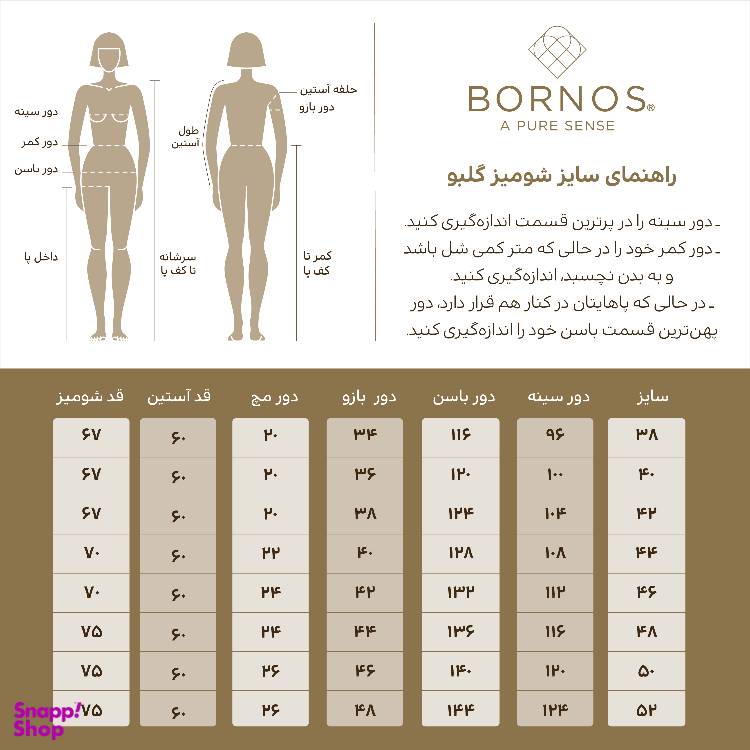 BORNOS®
A PURE SENSE
راهنمای سایز شومیز گلبو
ـ دور سینه را در پرترین قسمت اندازه‌گیری کنید.
ـ دور کمر خود را در حالی که متر کمی شل باشد
و به بدن نچسبد، اندازه‌گیری کنید.
ـ در حالی که پاهایتان در کنار هم قرار دارد، دور
پهن‌ترین قسمت باسن خود را اندازه‌گیری کنید.
حلقه آستین
دور بازو
طول
آستین
کمر تا
کف پا
دور سینه
دور کمر
دور باسن
داخل پا
سرشانه
تا کف پا
سایز دور سینه دور باسن دور بازو دور مچ قد آستین قد شومیز
۳۸ ۹۶ ۱۱۶ ۳۴ ۲۰ ۶۰ ۶۷
۴۰ ۱۰۰ ۱۲۰ ۳۶ ۲۰ ۶۰ ۶۷
۴۲ ۱۰۴ ۱۲۴ ۳۸ ۲۰ ۶۰ ۶۷
۴۴ ۱۰۸ ۱۲۸ ۴۰ ۲۲ ۶۰ ۷۰
۴۶ ۱۱۲ ۱۳۲ ۴۲ ۲۴ ۶۰ ۷۰
۴۸ ۱۱۶ ۱۳۶ ۴۴ ۲۴ ۶۰ ۷۵
۵۰ ۱۲۰ ۱۴۰ ۴۶ ۲۶ ۶۰ ۷۵
۵۲ ۱۲۴ ۱۴۴ ۴۸ ۲۶ ۶۰ ۷۵
Snapp!
Shop